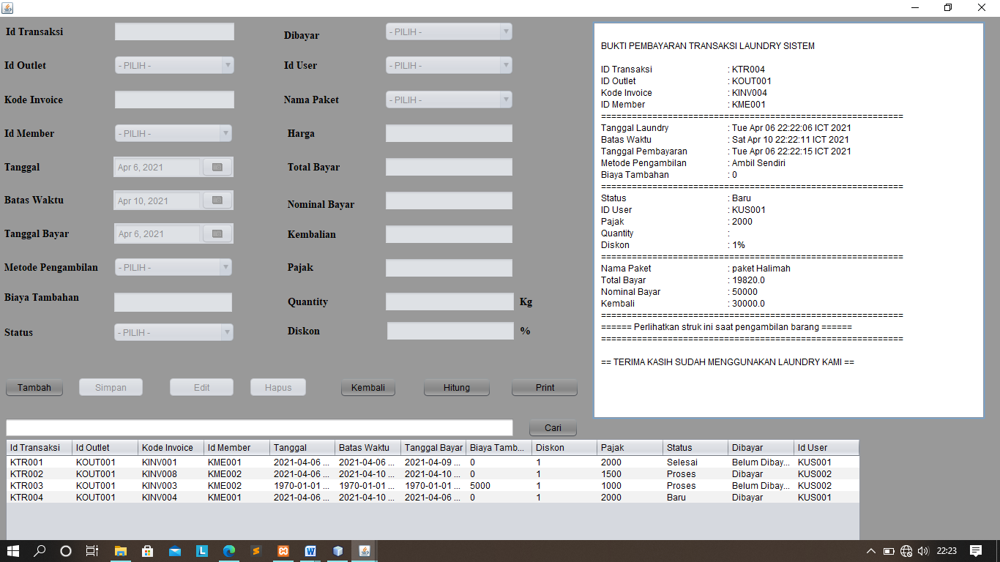 Id Transaksi
Dibayar - PILIH -
Id Outlet - PILIH - Id User - PILIH -
Kode Invoice Nama Paket - PILIH -
Id Member - PILIH - Harga
Tanggal Apr 6, 2021 Total Bayar
Batas Waktu Apr 10, 2021 Nominal Bayar
Tanggal Bayar Apr 6, 2021 Kembalian
Metode Pengambilan - PILIH - Pajak
Biaya Tambahan Quantity Kg
Status - PILIH - Diskon %
Tambah Simpan Edit Hapus Kembali Hitung Print
BUKTI PEMBAYARAN TRANSAKSI LAUNDRY SISTEM
ID Transaksi : KTR004
ID Outlet : KOUT001
Kode Invoice : KINV004
ID Member : KME001
===========================================================
Tanggal Laundry : Tue Apr 06 22:22:06 ICT 2021
Batas Waktu : Sat Apr 10 22:22:11 ICT 2021
Tanggal Pembayaran : Tue Apr 06 22:22:15 ICT 2021
Metode Pengambilan : Ambil Sendiri
Biaya Tambahan : 0
===========================================================
Status : Baru
ID User : KUS001
Pajak : 2000
Quantity :
Diskon : 1%
===========================================================
Nama Paket : paket Halimah
Total Bayar : 19820.0
Nominal Bayar : 50000
Kembali : 30000.0
===========================================================
====== Perlihatkan struk ini saat pengambilan barang ======
===========================================================
== TERIMA KASIH SUDAH MENGGUNAKAN LAUNDRY KAMI ==
Cari
Id Transaksi Id Outlet Kode Invoice Id Member Tanggal Batas Waktu Tanggal Bayar Biaya Tamb... Diskon Pajak Status Dibayar Id User
KTR001 KOUT001 KINV001 KME001 2021-04-06 ... 2021-04-06 ... 2021-04-09 ... 0 1 2000 Selesai Belum Dibay... KUS001
KTR002 KOUT001 KINV008 KME002 2021-04-06 ... 2021-04-10 ... 2021-04-10 ... 0 1 1500 Proses Dibayar KUS002
KTR003 KOUT001 KINV003 KME002 1970-01-01 ... 1970-01-01 ... 1970-01-01 ... 5000 1 1000 Proses Belum Dibay... KUS002
KTR004 KOUT001 KINV004 KME001 2021-04-06 ... 2021-04-10 ... 2021-04-06 ... 0 1 2000 Baru Dibayar KUS001
22:23